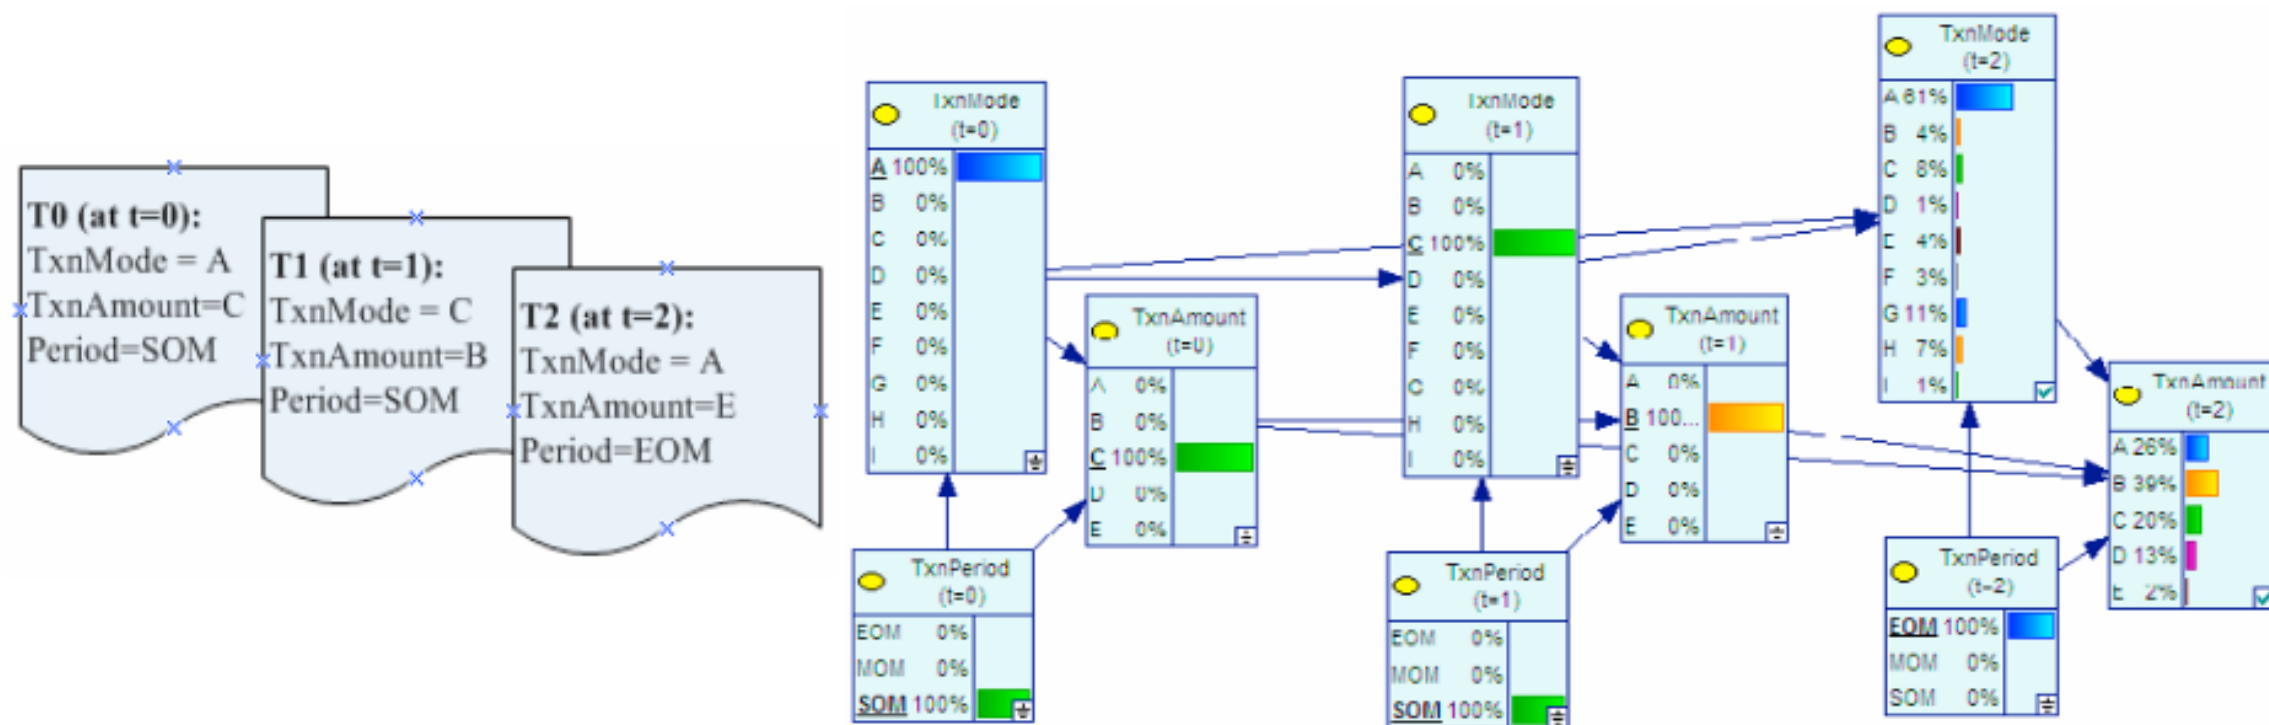 T0 (at t=0):
TxnMode = A
TxnAmount=C
Period=SOM
T1 (at t=1):
TxnMode = C
TxnAmount=B
Period=SOM
T2 (at t=2):
TxnMode = A
TxnAmount=E
Period=EOM
TxnMode
(t=0)
A 100%
B 0%
C 0%
D 0%
E 0%
F 0%
G 0%
H 0%
I 0%
TxnAmount
(t=0)
A 0%
B 0%
C 100%
D 0%
E 0%
TxnPeriod
(t=0)
EOM 0%
MOM 0%
SOM 100%
TxnMode
(t=1)
A 0%
B 0%
C 100%
D 0%
E 0%
F 0%
G 0%
H 0%
I 0%
TxnAmount
(t=1)
A 0%
B 100...
C 0%
D 0%
E 0%
TxnPeriod
(t=1)
EOM 0%
MOM 0%
SOM 100%
TxnMode
(t=2)
A 61%
B 4%
C 8%
D 1%
E 4%
F 3%
G 11%
H 7%
I 1%
TxnAmount
(t=2)
A 26%
B 39%
C 20%
D 13%
E 2%
TxnPeriod
(t=2)
EOM 100%
MOM 0%
SOM 0%